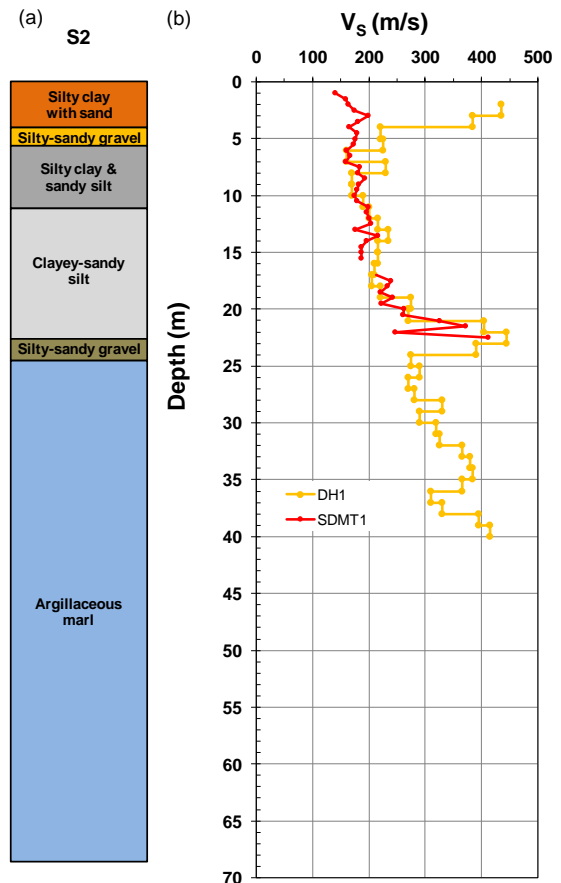 (a)
S2
Silty clay
with sand
Silty-sandy gravel
Silty clay &
sandy silt
Clayey-sandy
silt
Silty-sandy gravel
Argillaceous
marl
(b)
V_S (m/s)
0 100 200 300 400 500
Depth (m)
0
5
10
15
20
25
30
35
40
45
50
55
60
65
70
DH1
SDMT1